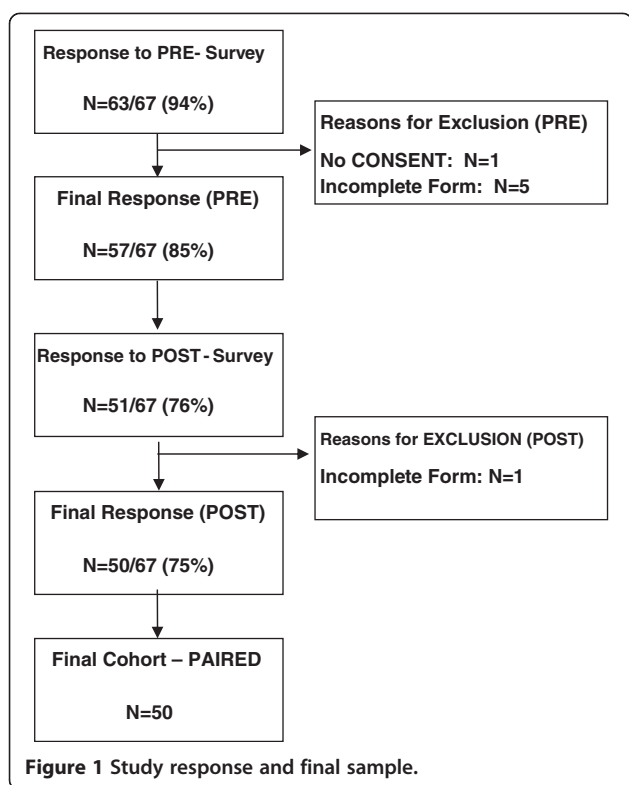 Response to PRE- Survey
N=63/67 (94%)
Reasons for Exclusion (PRE)
No CONSENT: N=1
Incomplete Form: N=5
Final Response (PRE)
N=57/67 (85%)
Response to POST- Survey
N=51/67 (76%)
Reasons for EXCLUSION (POST)
Incomplete Form: N=1
Final Response (POST)
N=50/67 (75%)
Final Cohort – PAIRED
N=50
Figure 1 Study response and final sample.